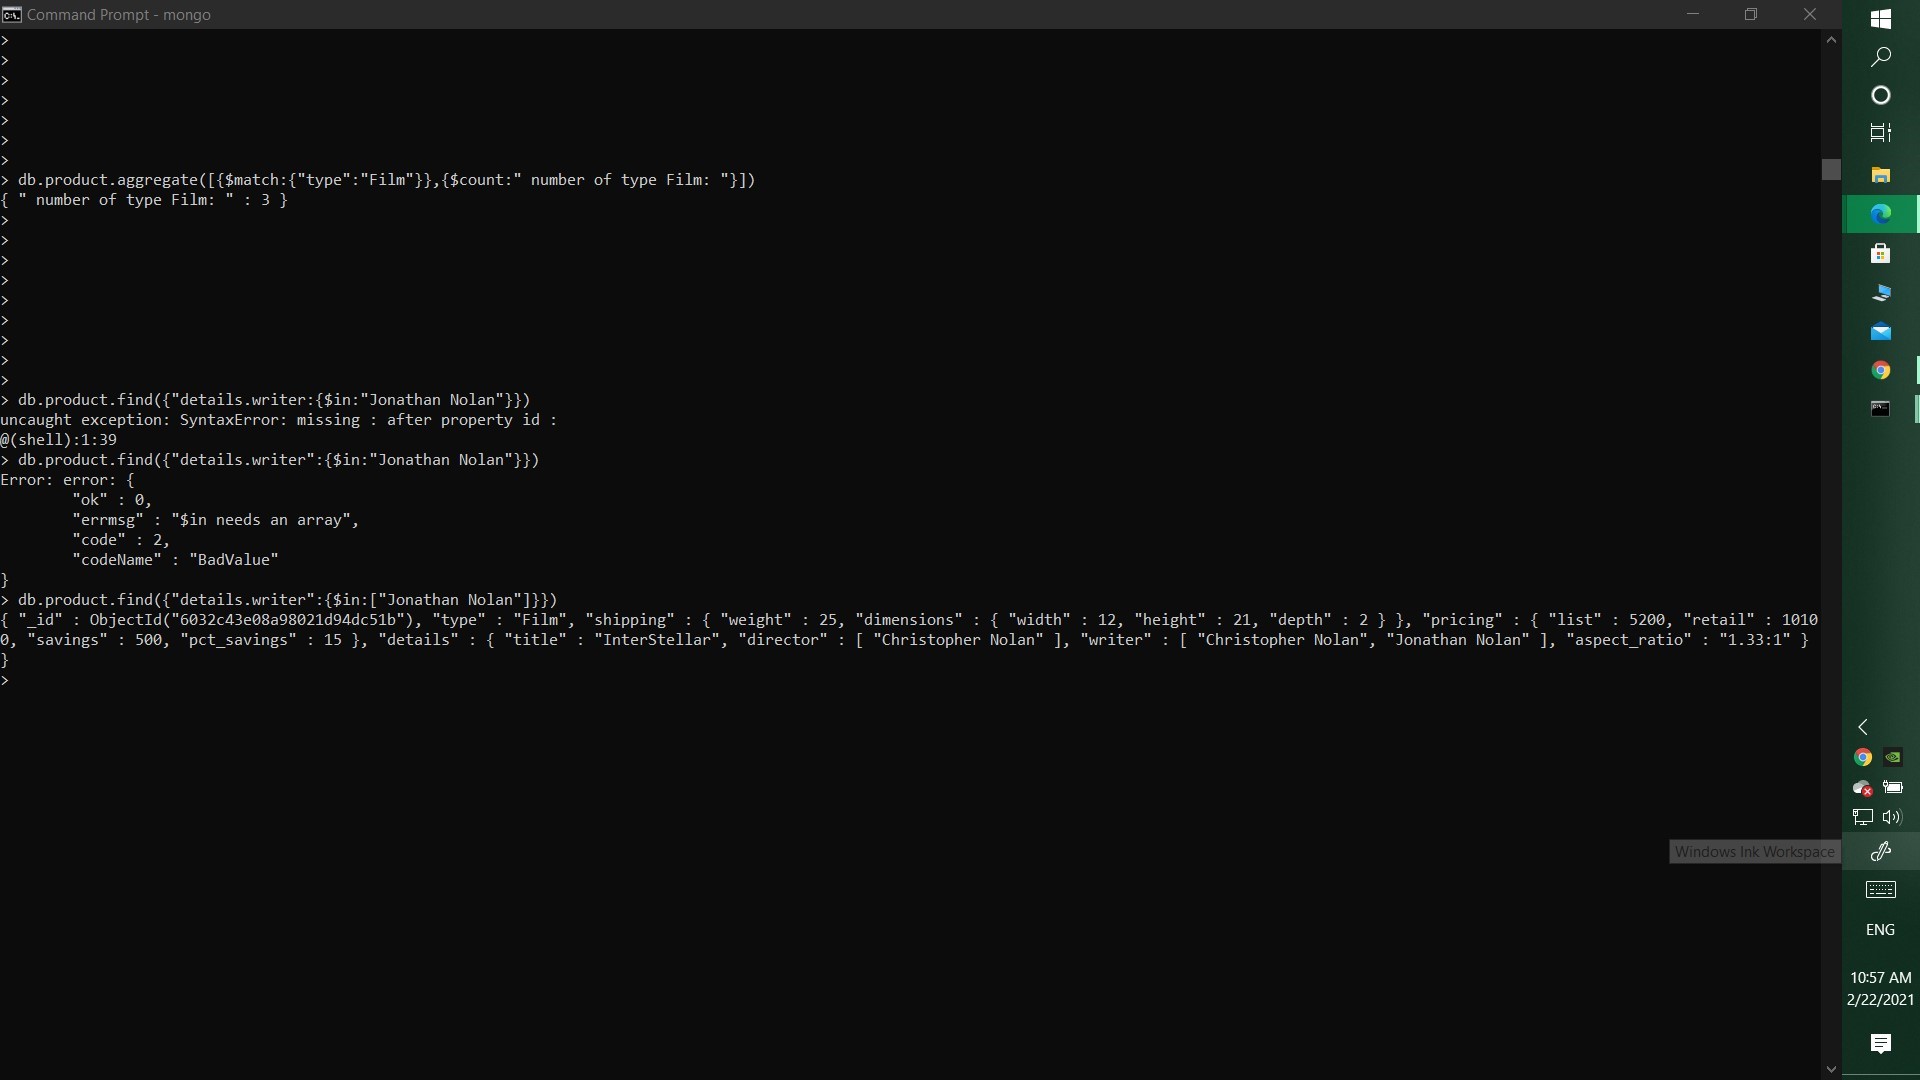 Command Prompt - mongo
>
>
>
>
>
>
>
> db.product.aggregate([{$match:{"type":"Film"}},{$count:" number of type Film: "}])
{ " number of type Film: " : 3 }
>
>
>
>
>
>
>
>
>
> db.product.find({"details.writer:{$in:"Jonathan Nolan"}})
uncaught exception: SyntaxError: missing : after property id :
@(shell):1:39
> db.product.find({"details.writer":{$in:"Jonathan Nolan"}})
Error: error: {
        "ok" : 0,
        "errmsg" : "$in needs an array",
        "code" : 2,
        "codeName" : "BadValue"
}
> db.product.find({"details.writer":{$in:["Jonathan Nolan"]}})
{ "_id" : ObjectId("6032c43e08a98021d94dc51b"), "type" : "Film", "shipping" : { "weight" : 25, "dimensions" : { "width" : 12, "height" : 21, "depth" : 2 } }, "pricing" : { "list" : 5200, "retail" : 1010
0, "savings" : 500, "pct_savings" : 15 }, "details" : { "title" : "InterStellar", "director" : [ "Christopher Nolan" ], "writer" : [ "Christopher Nolan", "Jonathan Nolan" ], "aspect_ratio" : "1.33:1" }
}
>
Windows Ink Workspace
ENG
10:57 AM
2/22/2021